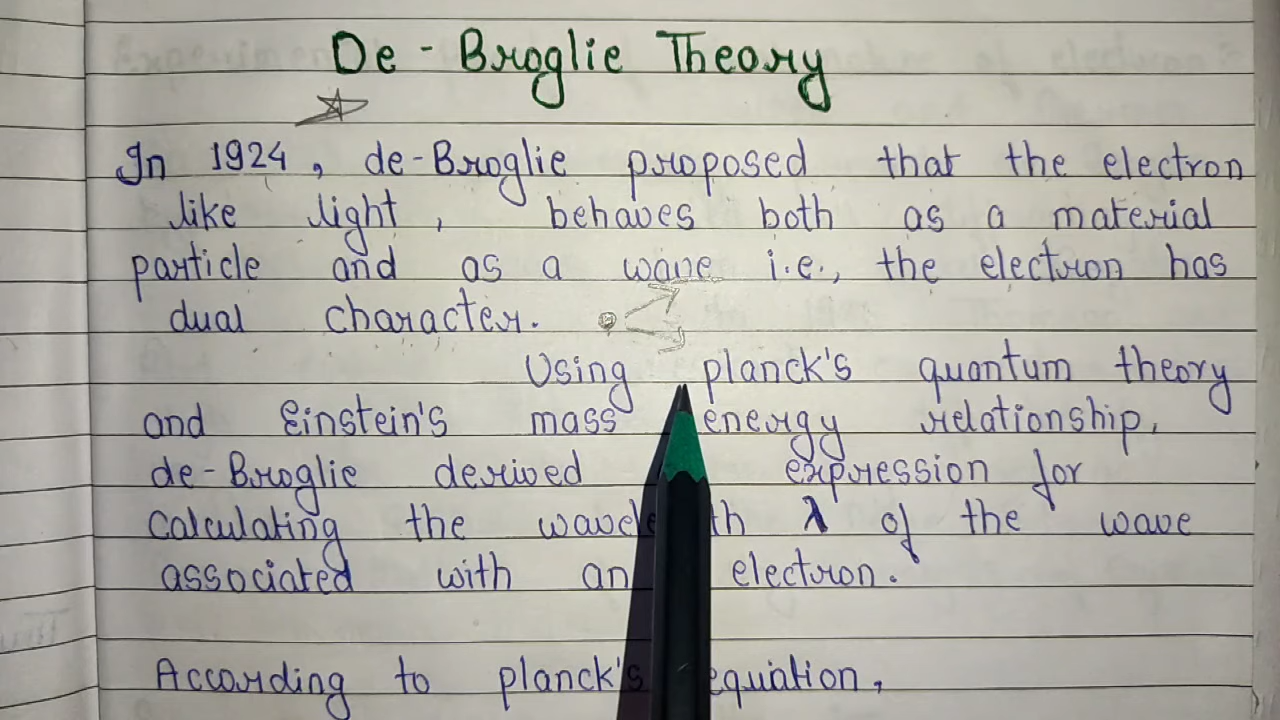 De - Broglie Theory
In 1924, de-Broglie proposed that the electron
like light, behaves both as a material
particle and as a wave i.e., the electron has
dual character.
Using planck's quantum theory
and Einstein's mass energy relationship,
de-Broglie derived expression for
calculating the λ of the wave
associated with an electron.
According to planck's equation,